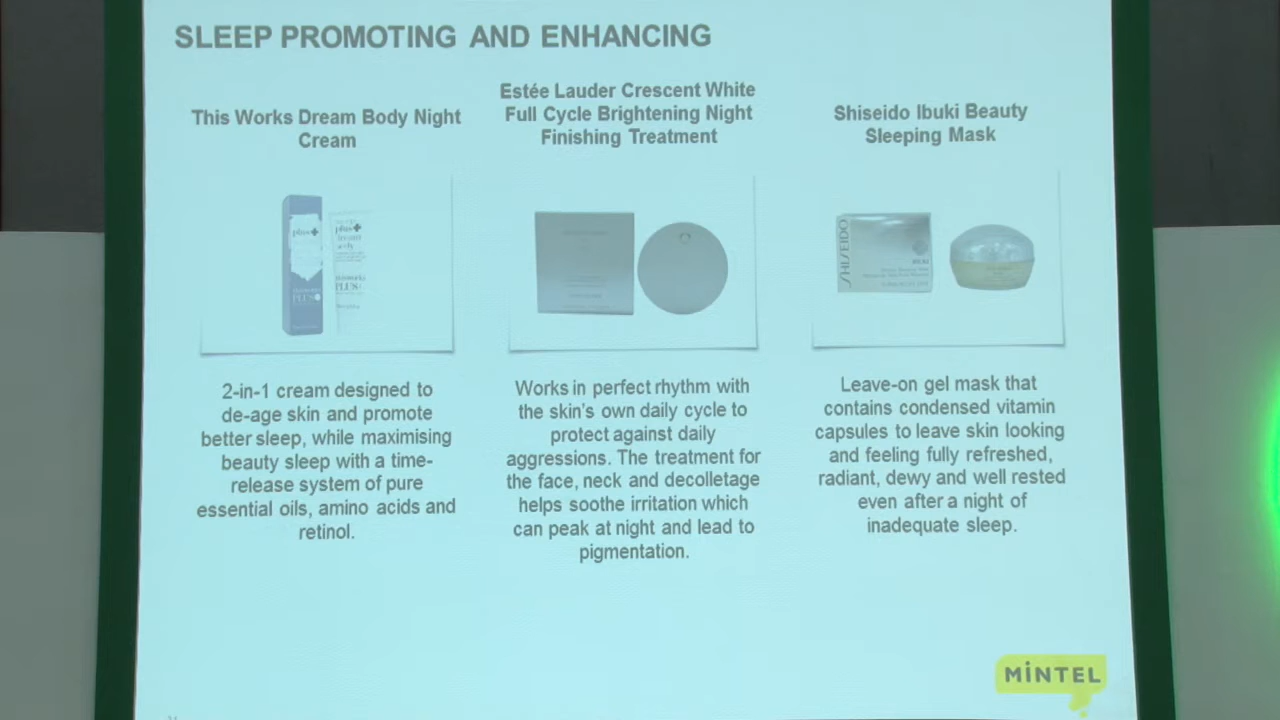 SLEEP PROMOTING AND ENHANCING
This Works Dream Body Night
Cream
Estée Lauder Crescent White
Full Cycle Brightening Night
Finishing Treatment
Shiseido Ibuki Beauty
Sleeping Mask
plus+
plus+
PLUS+
SHISEIDO
2-in-1 cream designed to
de-age skin and promote
better sleep, while maximising
beauty sleep with a time-
release system of pure
essential oils, amino acids and
retinol.
Works in perfect rhythm with
the skin's own daily cycle to
protect against daily
aggressions. The treatment for
the face, neck and decolletage
helps soothe irritation which
can peak at night and lead to
pigmentation.
Leave-on gel mask that
contains condensed vitamin
capsules to leave skin looking
and feeling fully refreshed,
radiant, dewy and well rested
even after a night of
inadequate sleep.
MiNTEL